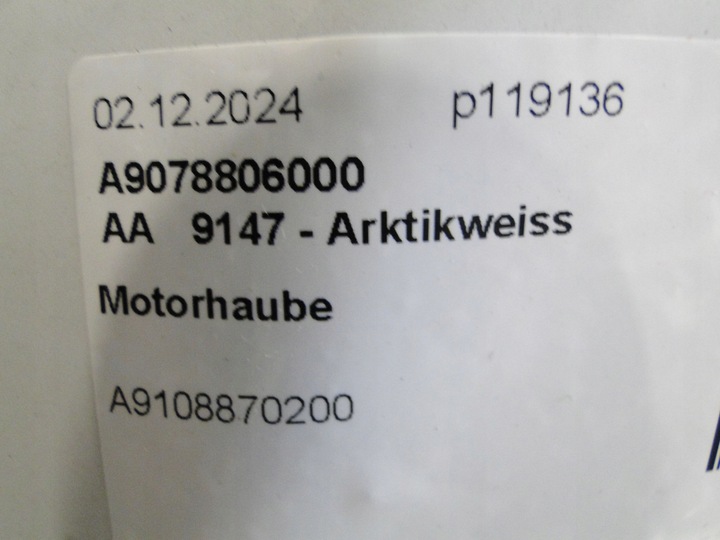 02.12.2024 p119136
A9078806000
AA 9147 - Arktikweiss
Motorhaube
A9108870200